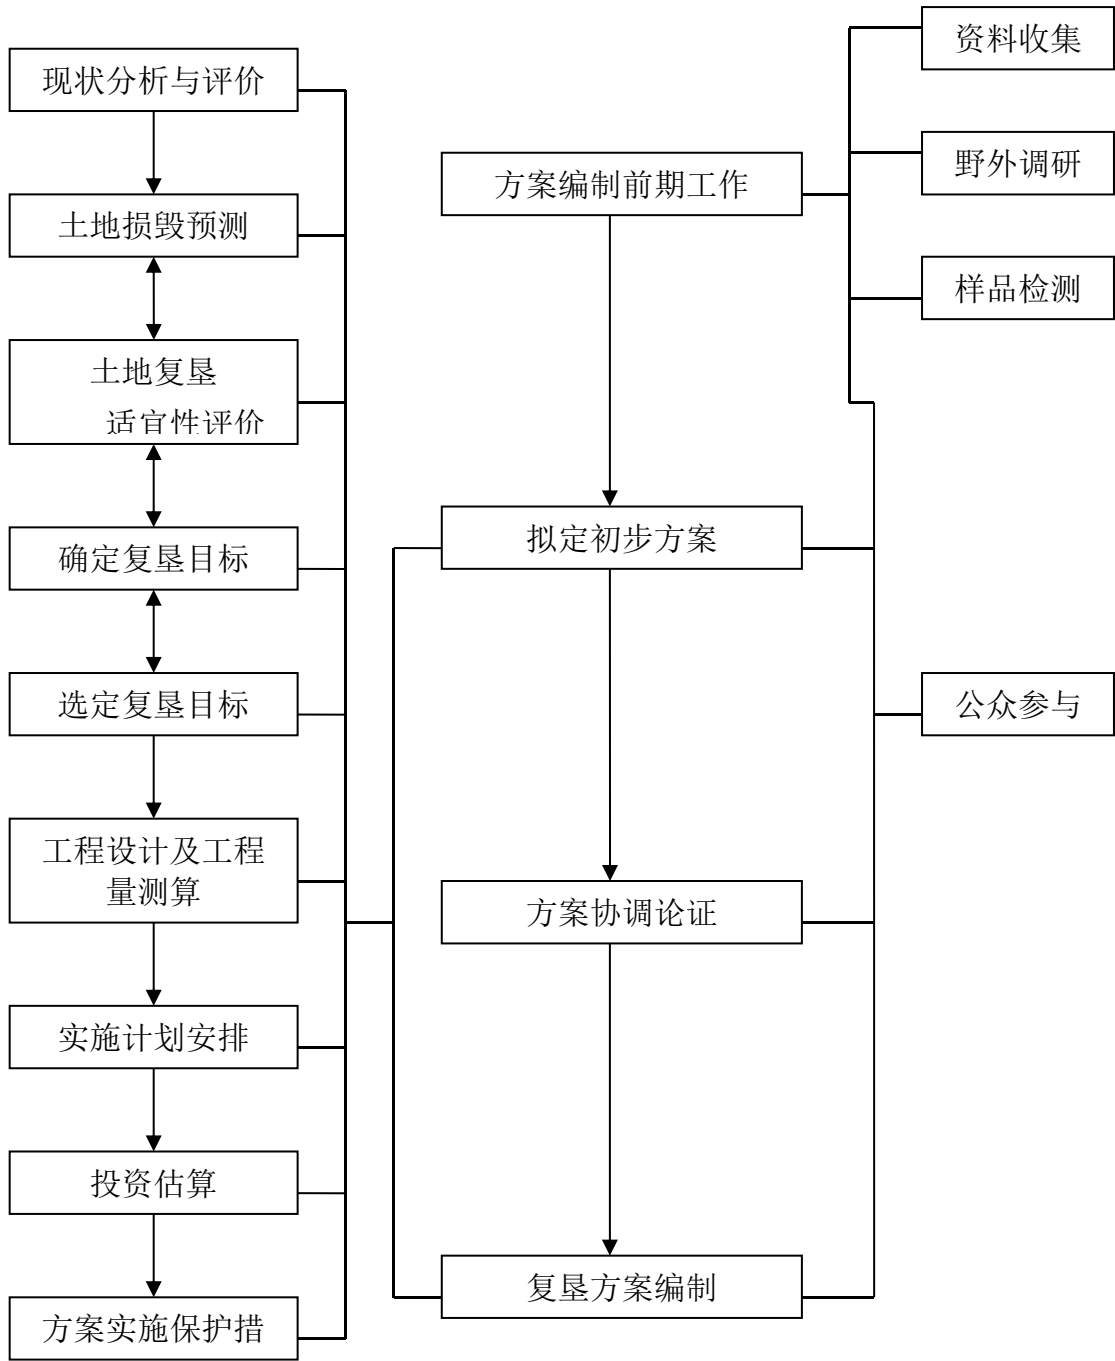 现状分析与评价
土地损毁预测
土地复垦
适宜性评价
确定复垦目标
选定复垦目标
工程设计及工程
量测算
实施计划安排
投资估算
方案实施保护措
方案编制前期工作
拟定初步方案
方案协调论证
复垦方案编制
资料收集
野外调研
样品检测
公众参与